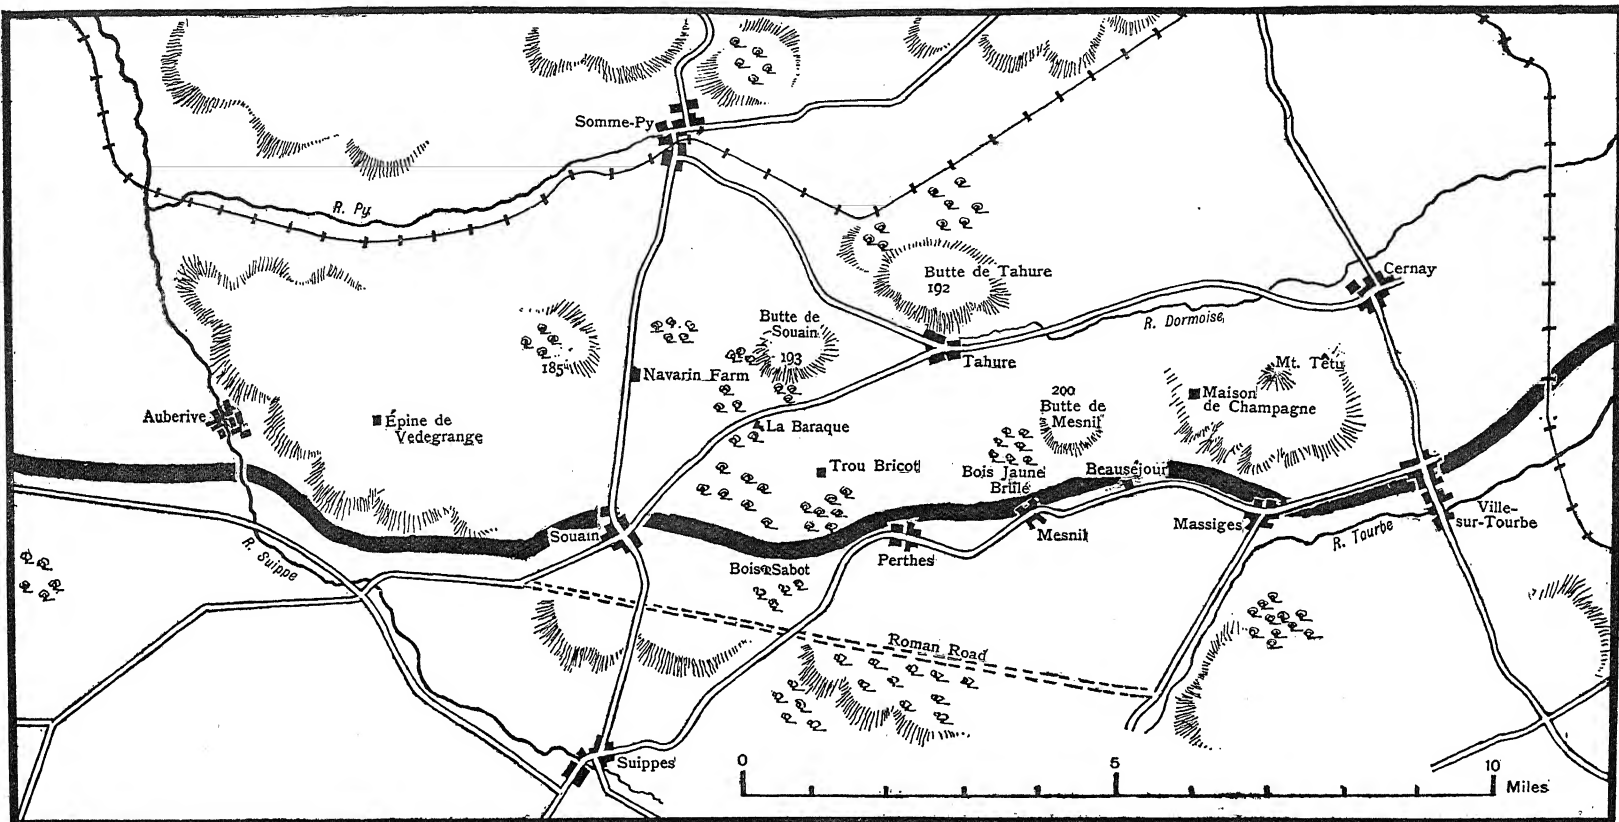 Somme-Py
R. Py
Butte de Tahure
192
Cernay
R. Dormoise
Butte de
Souain
193
185
Navarin Farm
Tahure
Mt. Têtu
Maison
de Champagne
200
Butte de
Mesnil
Auberive
Épine de
Vedegrange
La Baraque
Trou Bricot
Bois Jaune
Brûlé
Beauséjour
Souain
Massiges
Ville-
sur-Tourbe
Mesnil
Perthes
R. Tourbe
R. Suippe
Bois Sabot
Roman Road
Suippes
0 5 10
Miles